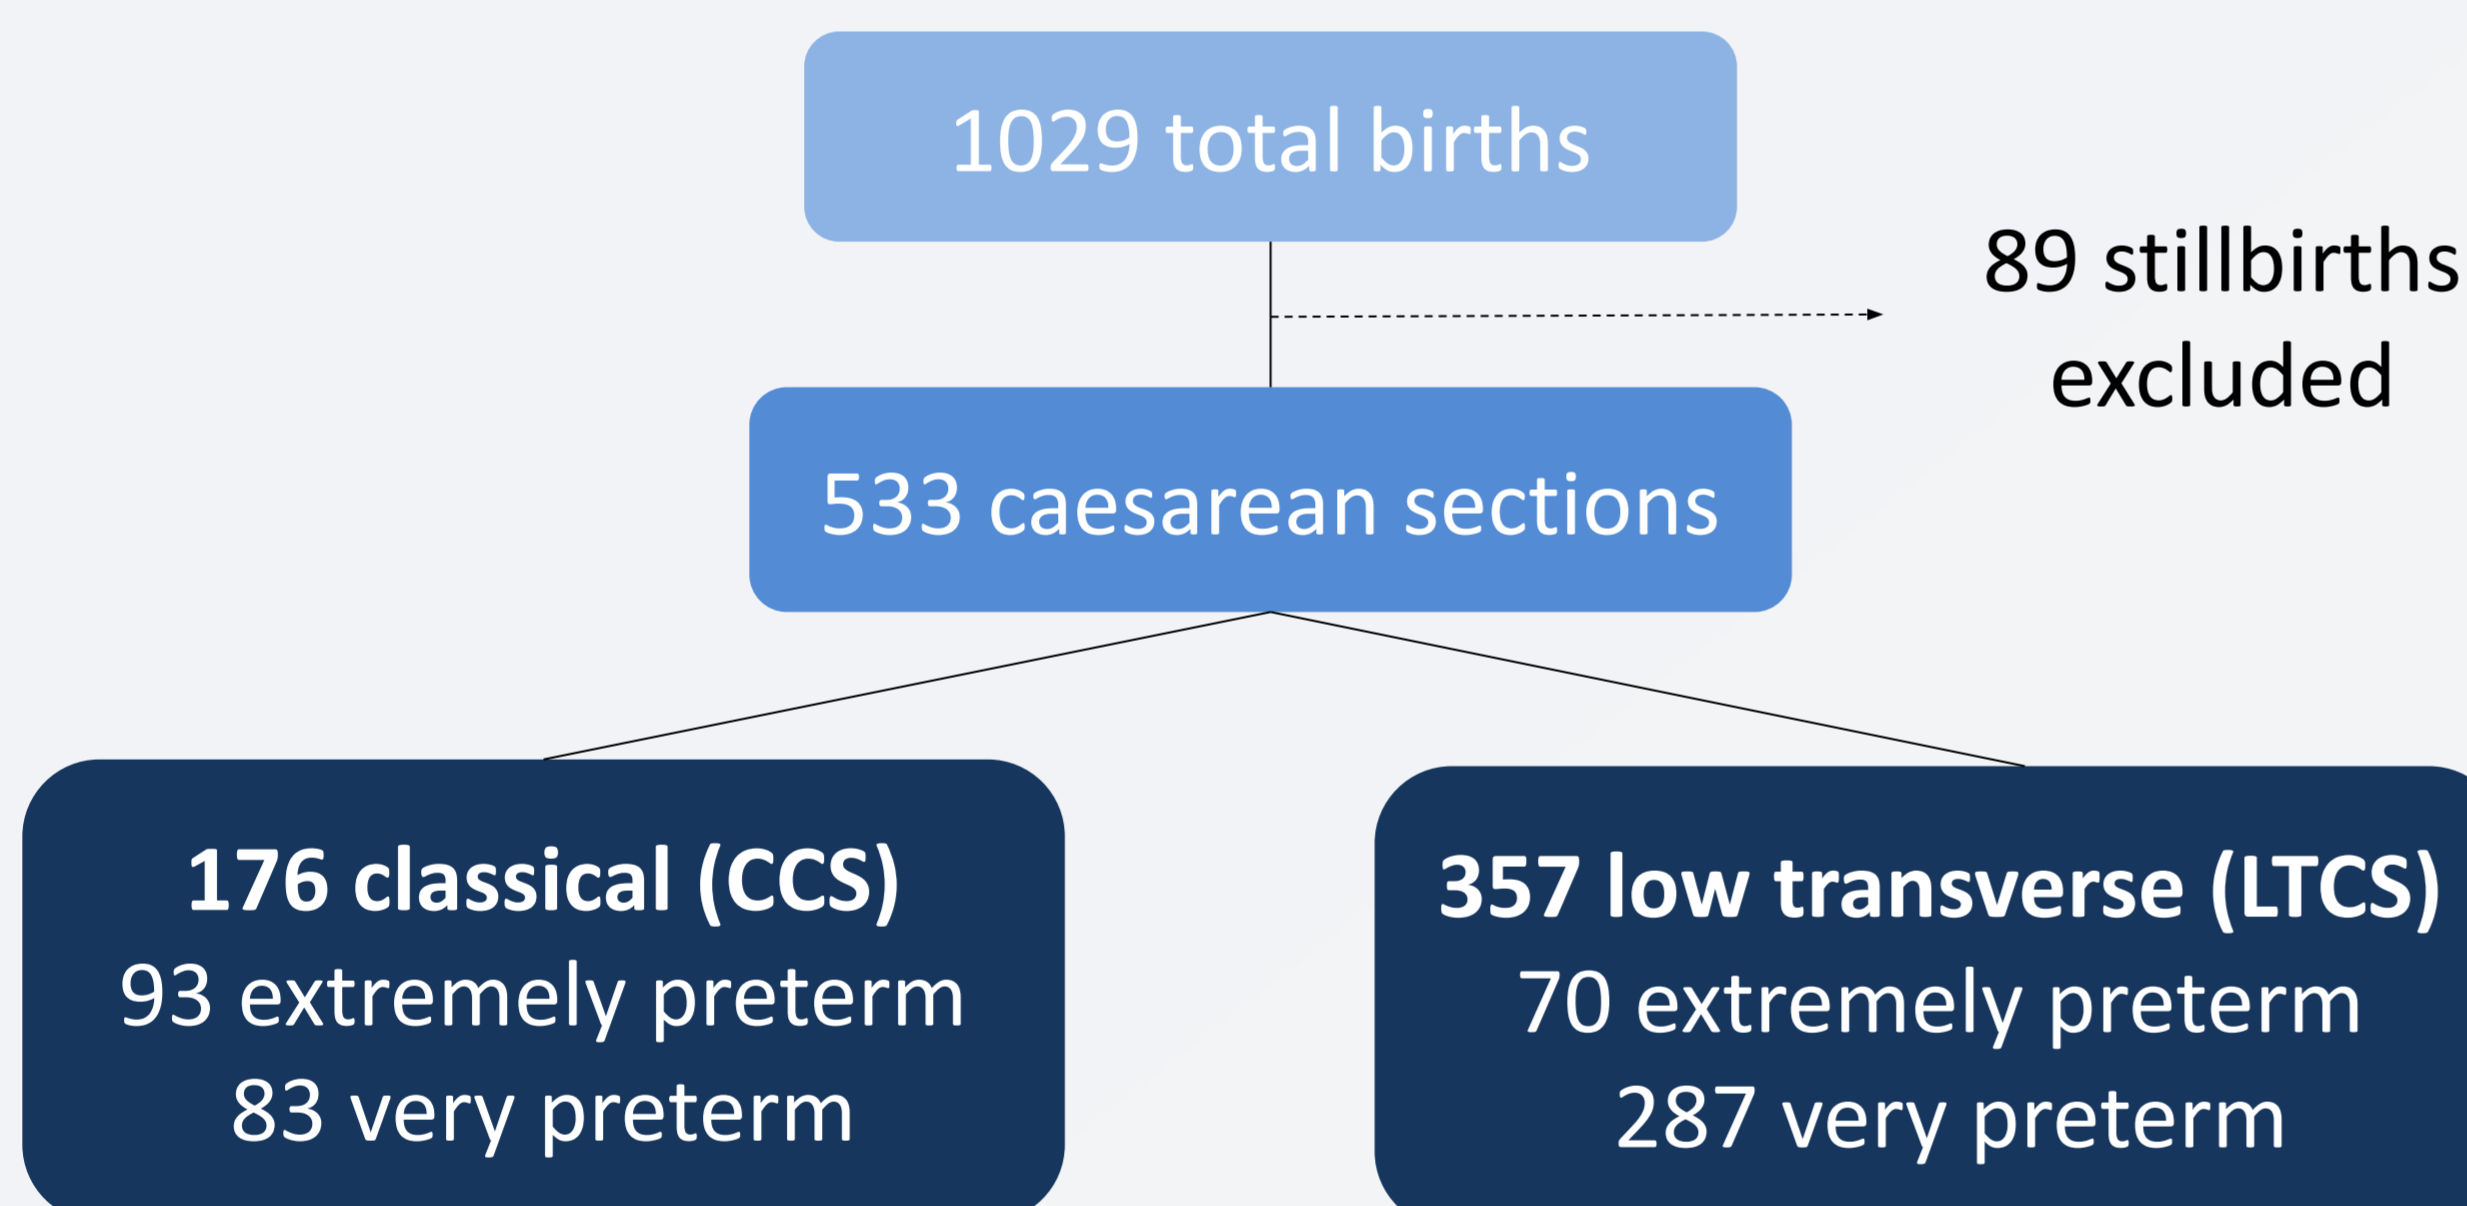 1029 total births
89 stillbirths
excluded
533 caesarean sections
176 classical (CCS)
93 extremely preterm
83 very preterm
357 low transverse (LTCS)
70 extremely preterm
287 very preterm